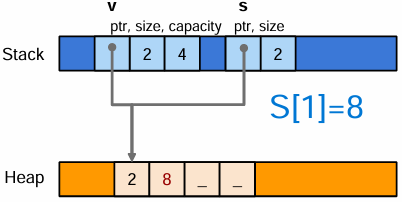 v s
ptr, size, capacity ptr, size
Stack 2 4 2
S[1]=8
Heap 2 8 _ _